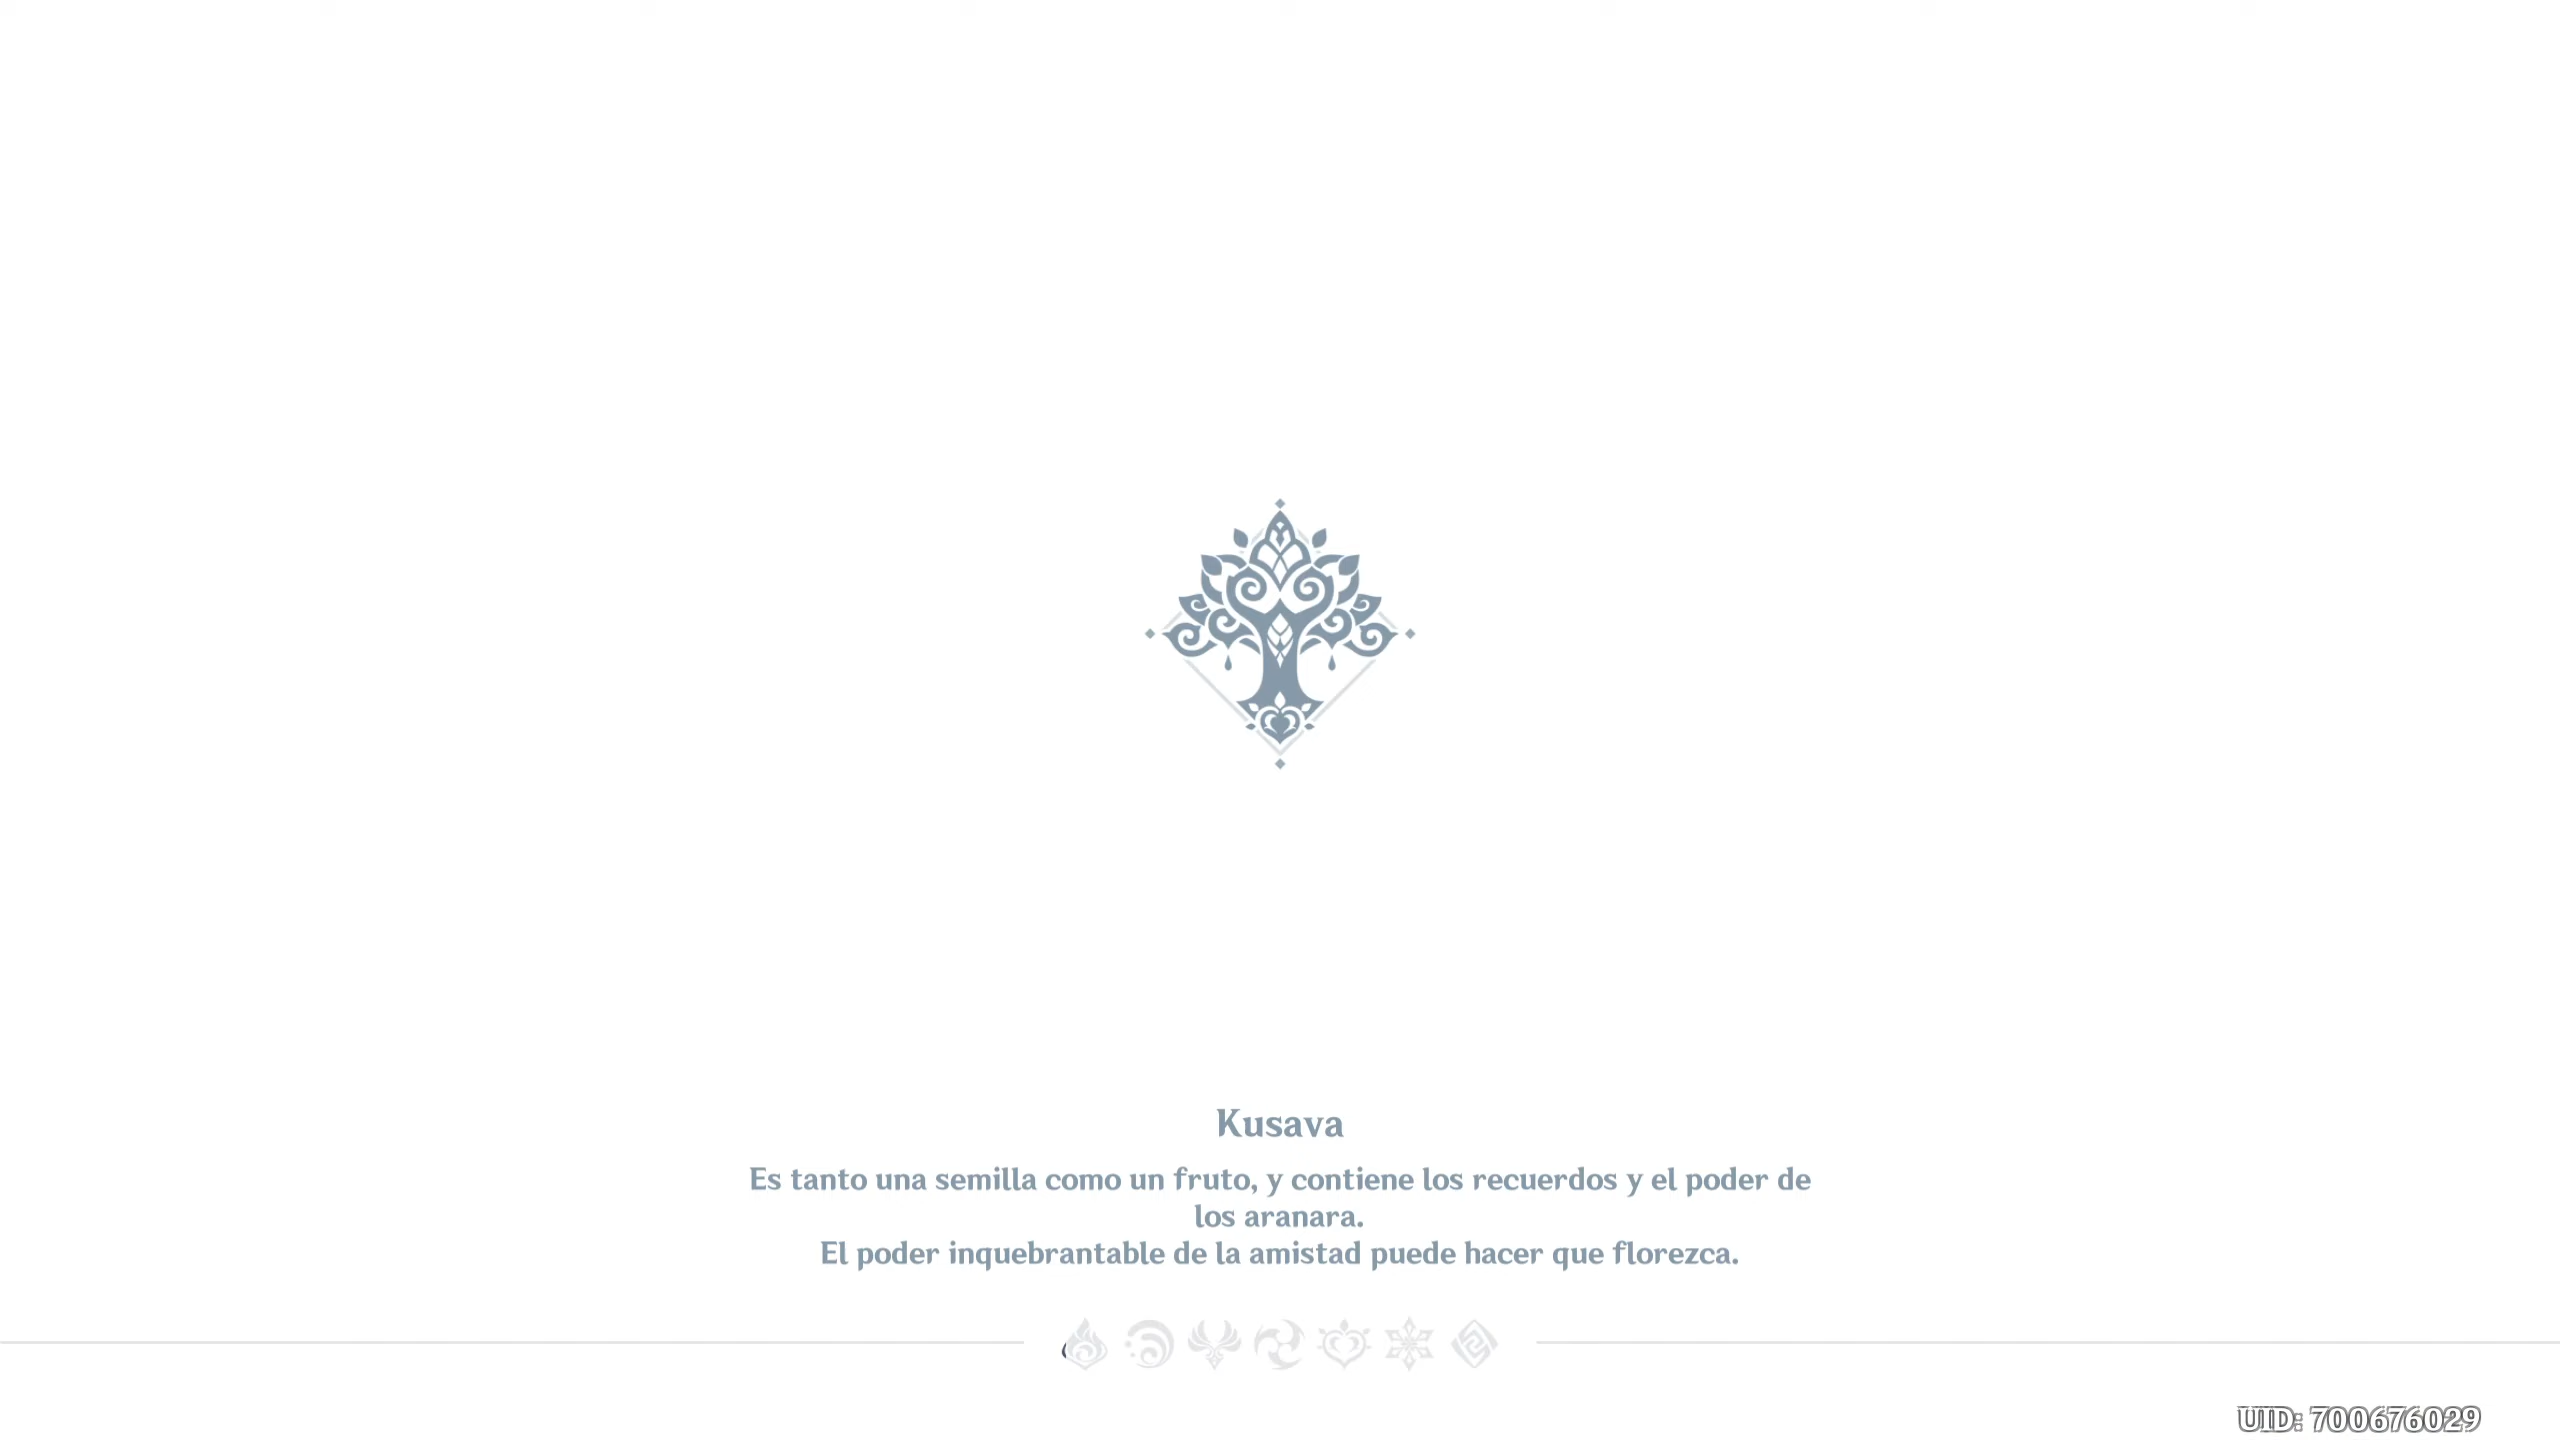 Kusava
Es tanto una semilla como un fruto, y contiene los recuerdos y el poder de
los aranara.
El poder inquebrantable de la amistad puede hacer que florezca.
UID: 700676029